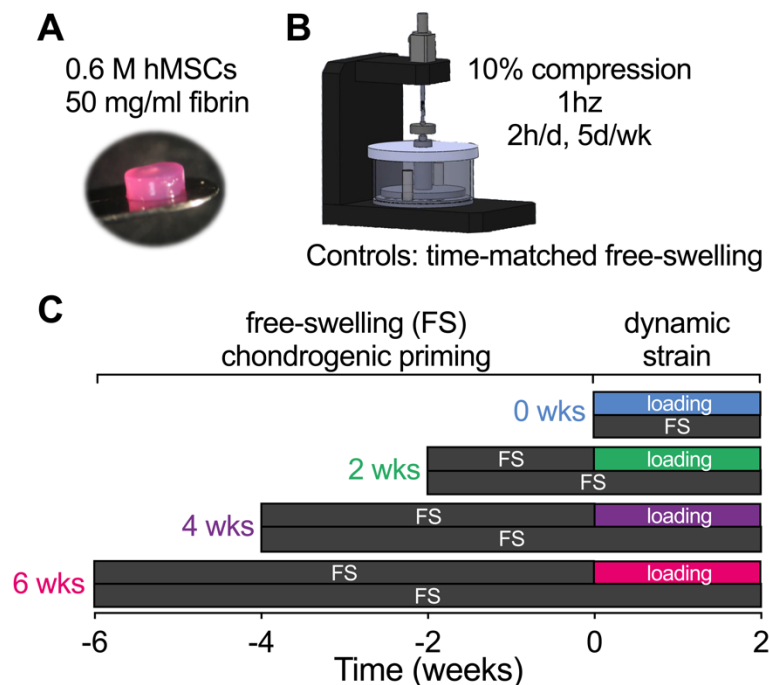 A
0.6 M hMSCs
50 mg/ml fibrin
B
10% compression
1hz
2h/d, 5d/wk
Controls: time-matched free-swelling
C
free-swelling (FS)
chondrogenic priming
dynamic
strain
0 wks
loading
FS
2 wks
FS
loading
FS
4 wks
FS
loading
FS
6 wks
FS
loading
FS
-6 -4 -2 0 2
Time (weeks)